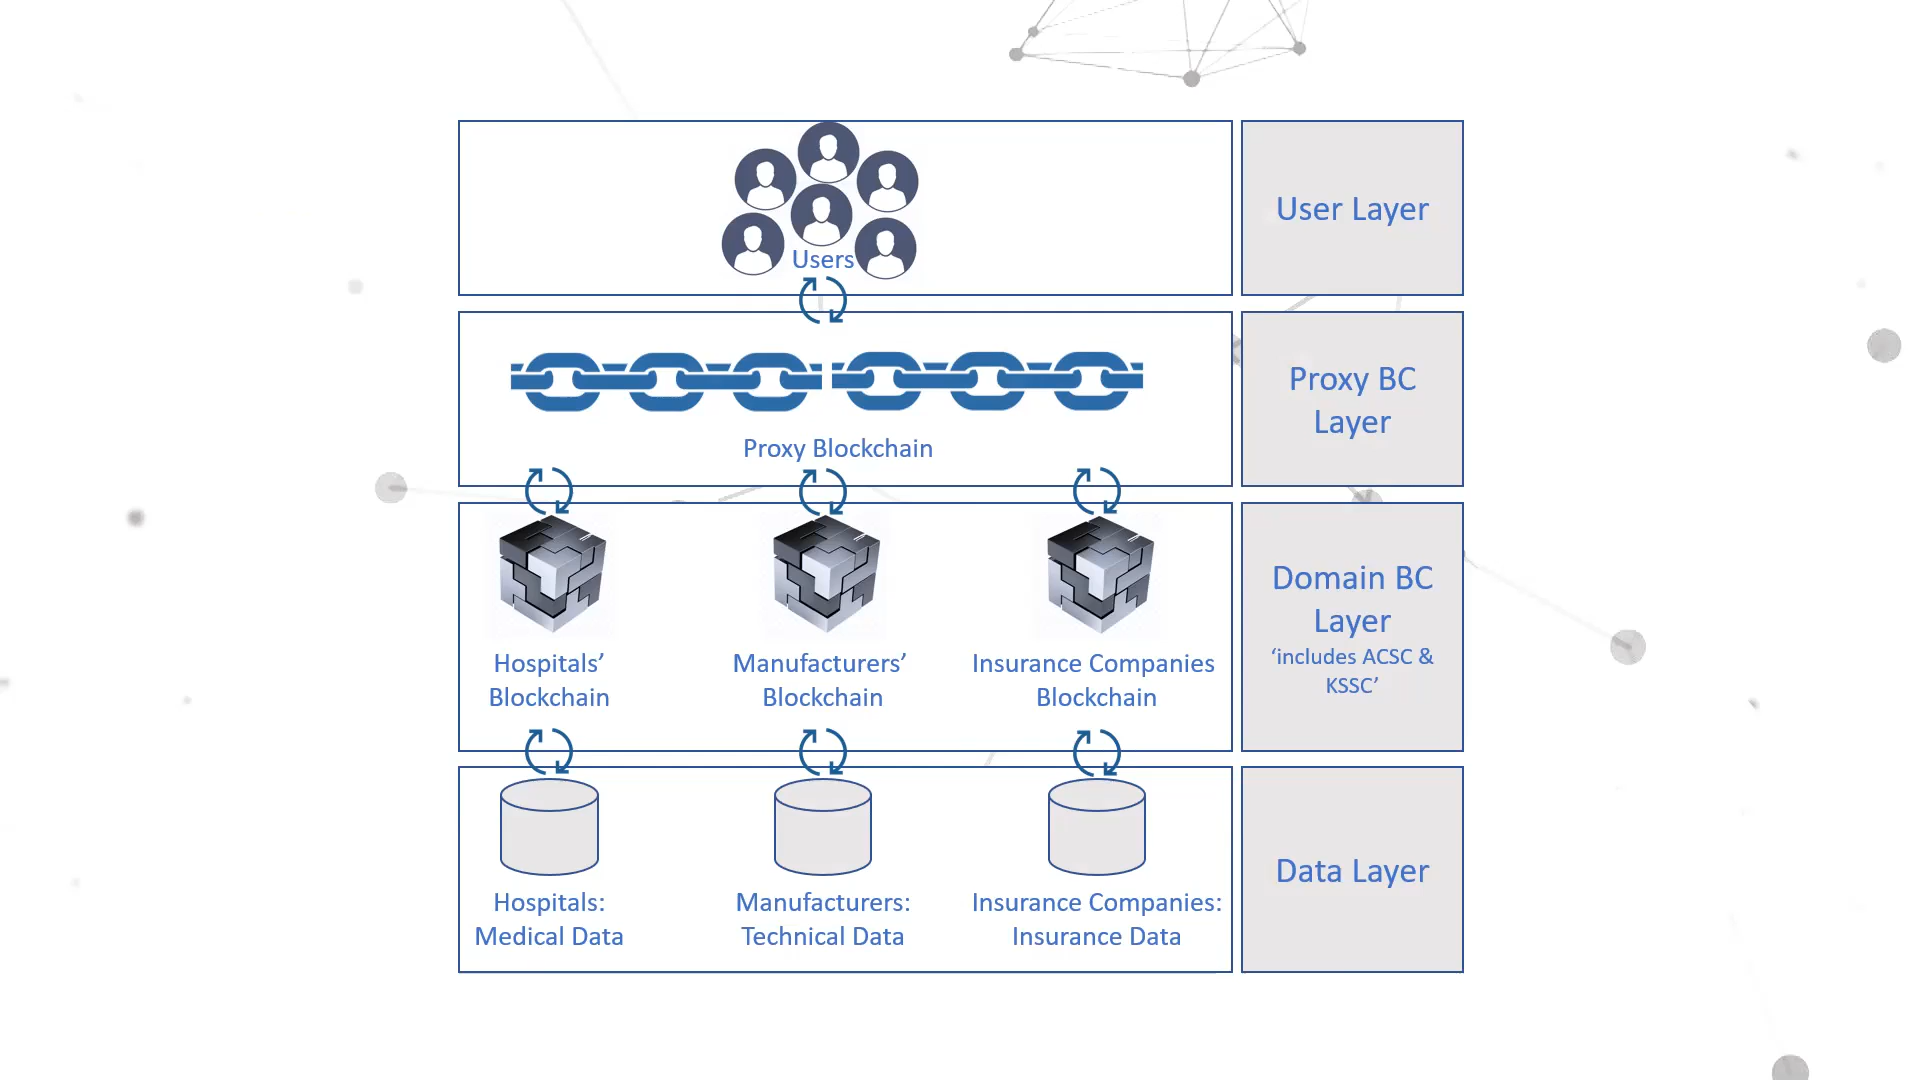 Users
User Layer
Proxy Blockchain
Proxy BC
Layer
Hospitals’
Blockchain
Manufacturers’
Blockchain
Insurance Companies
Blockchain
Domain BC
Layer
‘includes ACSC &
KSSC’
Hospitals:
Medical Data
Manufacturers:
Technical Data
Insurance Companies:
Insurance Data
Data Layer